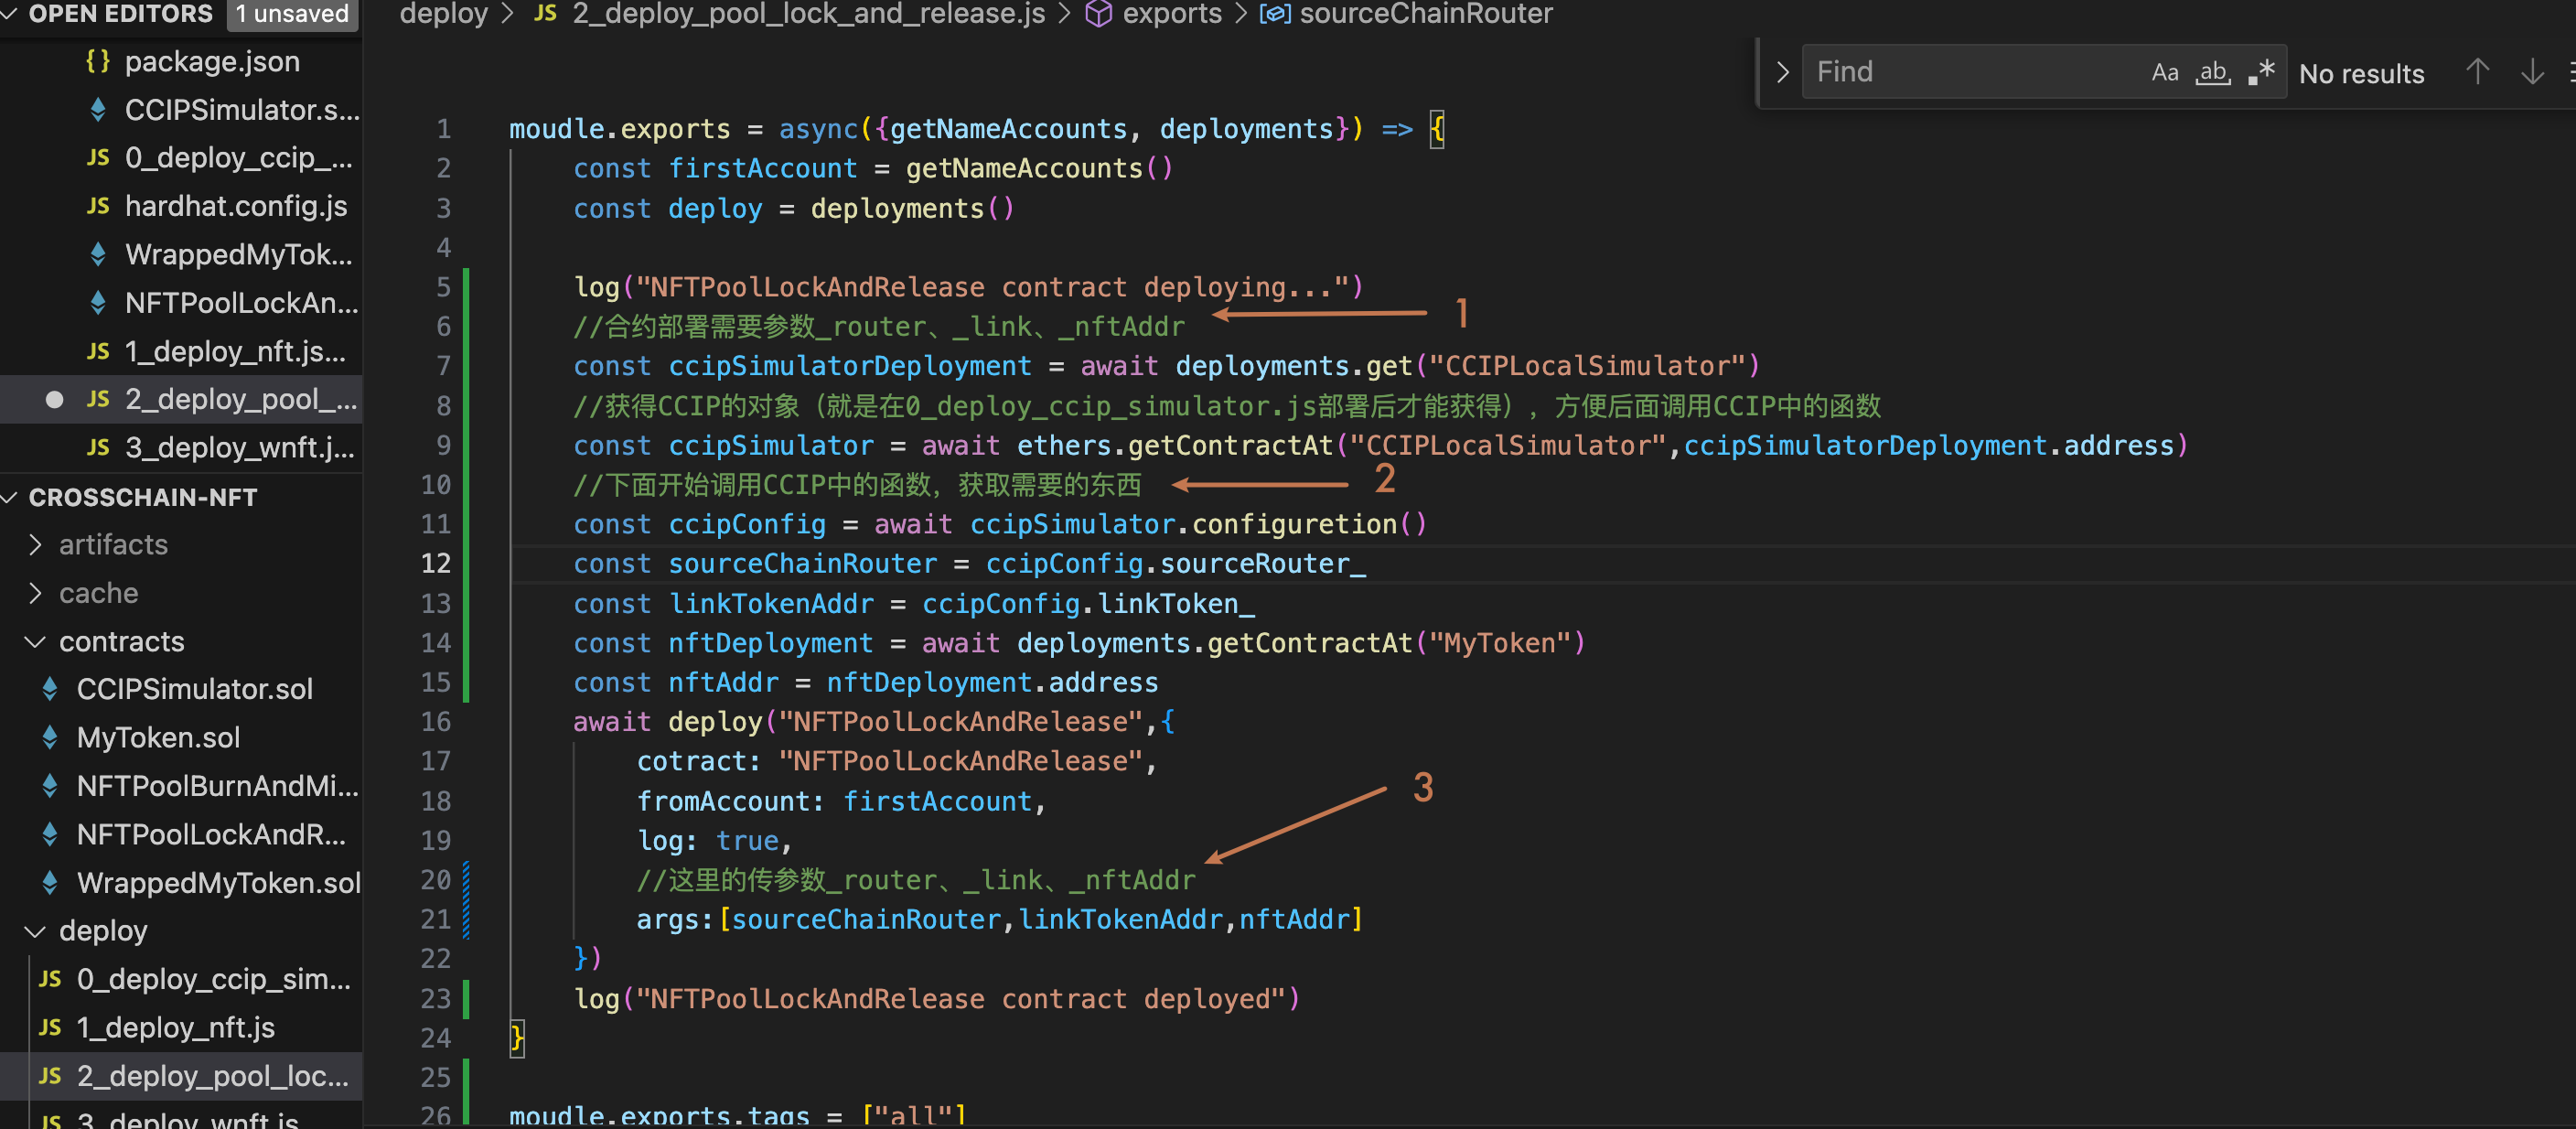 OPEN EDITORS 1 unsaved
package.json
CCIPSimulator.s...
0_deploy_ccip_...
hardhat.config.js
WrappedMyTok...
NFTPoolLockAn...
1_deploy_nft.js...
2_deploy_pool_...
3_deploy_wnft.j...
CROSSCHAIN-NFT
artifacts
cache
contracts
CCIPSimulator.sol
MyToken.sol
NFTPoolBurnAndMi...
NFTPoolLockAndR...
WrappedMyToken.sol
deploy
JS 0_deploy_ccip_sim...
JS 1_deploy_nft.js
JS 2_deploy_pool_loc...
JS 3_deploy_wnft.js
deploy > JS 2_deploy_pool_lock_and_release.js > exports > sourceChainRouter
Find Aa ab .* No results
1 moudle.exports = async({getNameAccounts, deployments}) => {
2 const firstAccount = getNameAccounts()
3 const deploy = deployments()
4
5 log("NFTPoolLockAndRelease contract deploying...")
6 //合约部署需要参数_router、_link、_nftAddr
1
7 const ccipSimulatorDeployment = await deployments.get("CCIPLocalSimulator")
8 //获得CCIP的对象（就是在0_deploy_ccip_simulator.js部署后才能获得），方便后面调用CCIP中的函数
9 const ccipSimulator = await ethers.getContractAt("CCIPLocalSimulator",ccipSimulatorDeployment.address)
10 //下面开始调用CCIP中的函数，获取需要的东西
2
11 const ccipConfig = await ccipSimulator.configuretion()
12 const sourceChainRouter = ccipConfig.sourceRouter_
13 const linkTokenAddr = ccipConfig.linkToken_
14 const nftDeployment = await deployments.getContractAt("MyToken")
15 const nftAddr = nftDeployment.address
16 await deploy("NFTPoolLockAndRelease",{
17 cotract: "NFTPoolLockAndRelease",
18 fromAccount: firstAccount,
3
19 log: true,
20 //这里的传参数_router、_link、_nftAddr
21 args:[sourceChainRouter,linkTokenAddr,nftAddr]
22 })
23 log("NFTPoolLockAndRelease contract deployed")
24 }
25
26 moudle.exports.tags = ["all"]